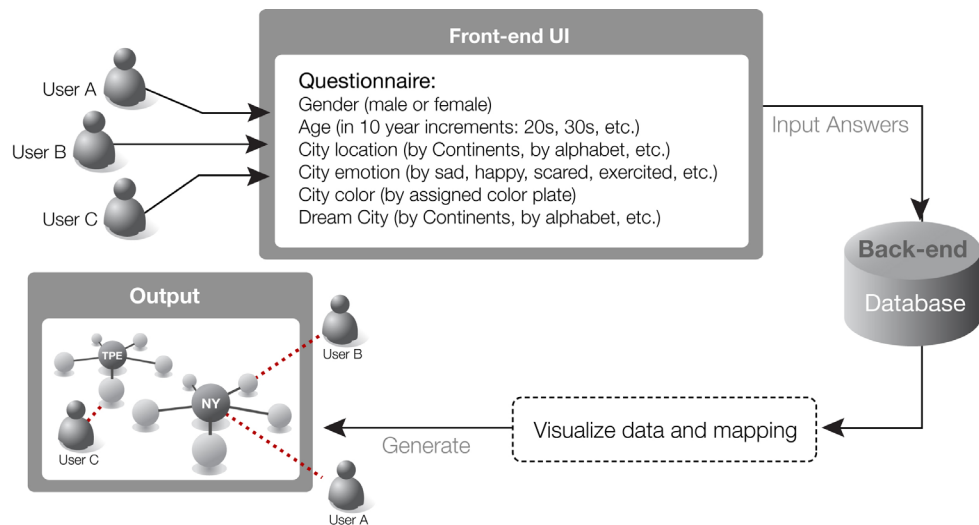 Front-end UI
Questionnaire:
Gender (male or female)
Age (in 10 year increments: 20s, 30s, etc.)
City location (by Continents, by alphabet, etc.)
City emotion (by sad, happy, scared, exercited, etc.)
City color (by assigned color plate)
Dream City (by Continents, by alphabet, etc.)
User A
User B
User C
Input Answers
Back-end
Database
Visualize data and mapping
Generate
Output
TPE
NY
User B
User C
User A